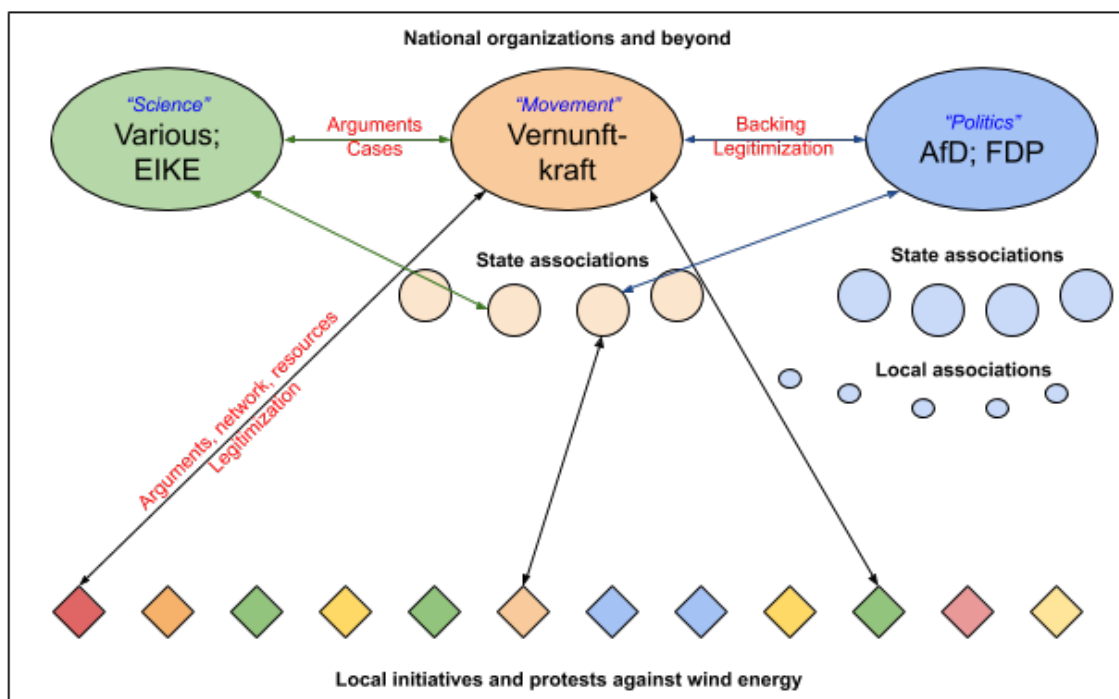 National organizations and beyond
“Science”
Various;
EIKE
Arguments
Cases
“Movement”
Vernunft-
kraft
Backing
Legitimization
“Politics”
AfD; FDP
State associations
State associations
Local associations
Arguments, network, resources
Legitimization
Local initiatives and protests against wind energy